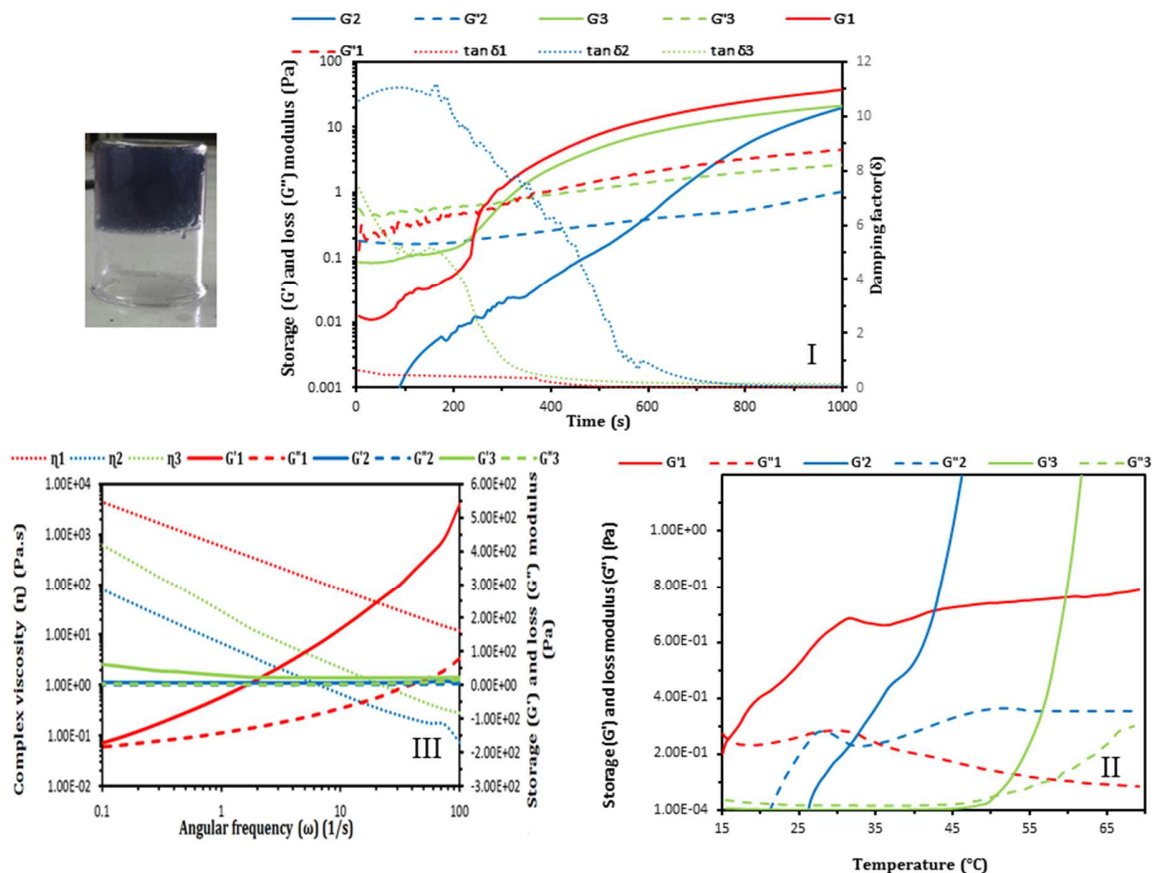 G'2 G"2 G'3 G"3 G'1
G"1 tan δ1 tan δ2 tan δ3
Storage (G') and loss (G") modulus (Pa)
100
10
1
0.1
0.01
0.001
12
10
8
6
4
2
0
Damping factor(δ)
I
0 200 400 600 800 1000
Time (s)
η1 η2 η3 G'1 G"1 G'2 G"2 G'3 G"3
Complex viscosity (η) (Pa.s)
1.00E+04
1.00E+03
1.00E+02
1.00E+01
1.00E+00
1.00E-01
1.00E-02
6.00E+02
5.00E+02
4.00E+02
3.00E+02
2.00E+02
1.00E+02
0.00E+00
-1.00E+02
-2.00E+02
-3.00E+02
Storage (G') and loss (G") modulus
(Pa)
III
0.1 1 10 100
Angular frequency (ω) (1/s)
G'1 G"1 G'2 G"2 G'3 G"3
Storage (G') and loss modulus (G") (Pa)
1.00E+00
8.00E-01
6.00E-01
4.00E-01
2.00E-01
1.00E-04
II
15 25 35 45 55 65
Temperature (°C)